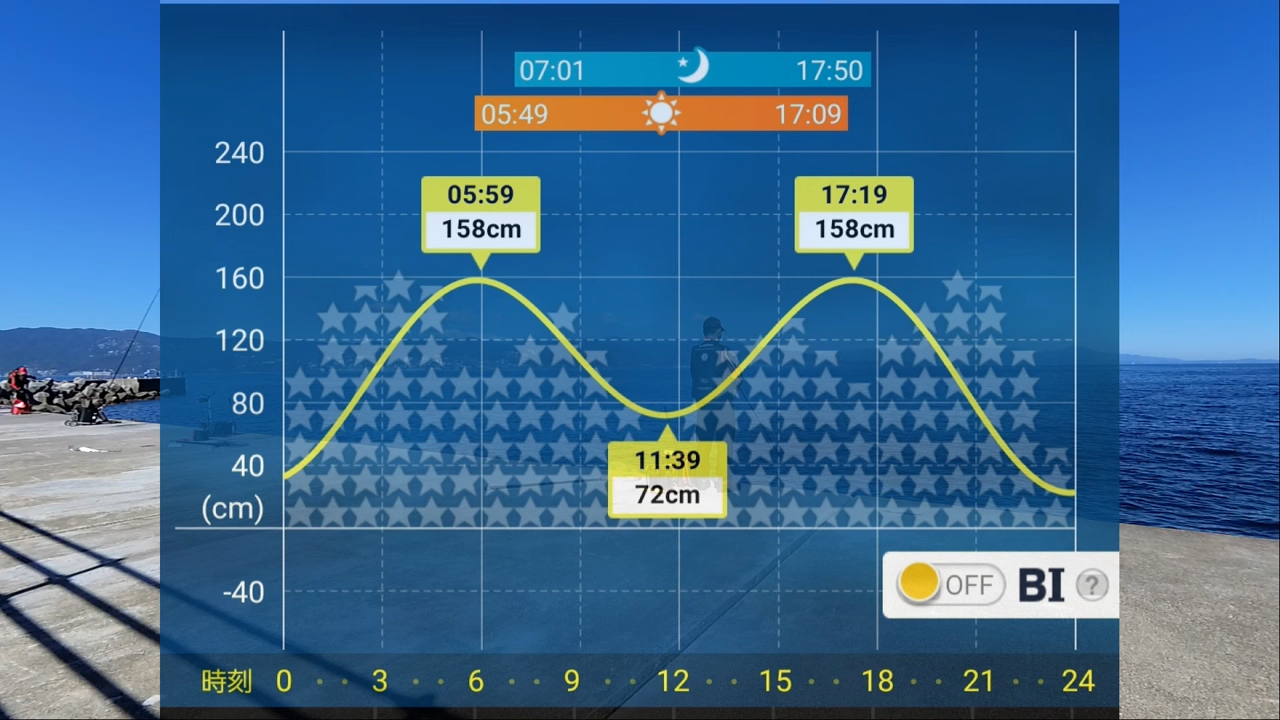 07:01 17:50
05:49 17:09
240
200
160
120
80
40
(cm)
-40
05:59
158cm
17:19
158cm
11:39
72cm
OFF BI ?
時刻 0 3 6 9 12 15 18 21 24